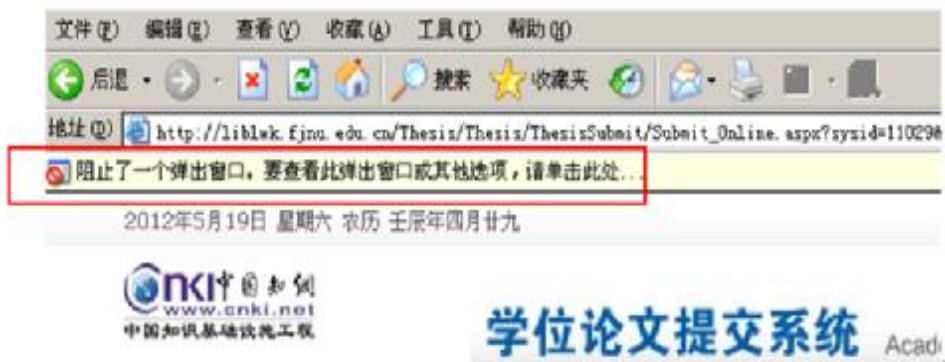 文件(F) 编辑(E) 查看(V) 收藏(A) 工具(T) 帮助(H)
后退 搜索 收藏夹
地址(D) http://liblwk.fjnu.edu.cn/Thesis/Thesis/ThesisSubmit/Submit_Online.aspx?sysid=11029
阻止了一个弹出窗口。要查看此弹出窗口或其他选项，请单击此处...
2012年5月19日 星期六 农历 壬辰年四月廿九
cnki中国知网
www.cnki.net
中国知识基础设施工程
学位论文提交系统 Acad